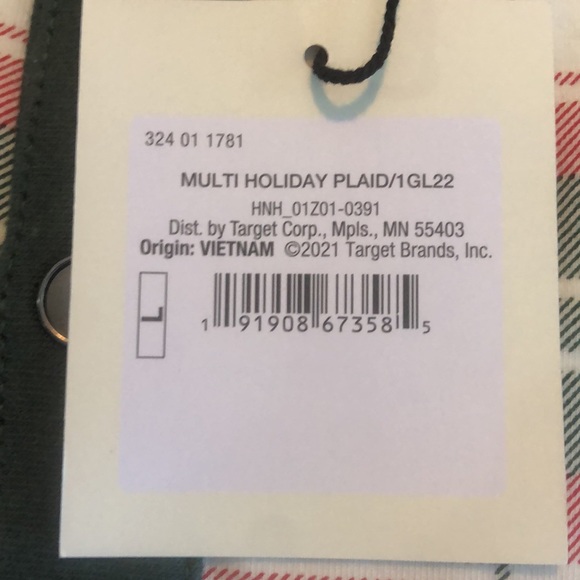 324 01 1781
MULTI HOLIDAY PLAID/1GL22
HNH_01Z01-0391
Dist. by Target Corp., Mpls., MN 55403
Origin: VIETNAM ©2021 Target Brands, Inc.
L
1 91908 67358 5